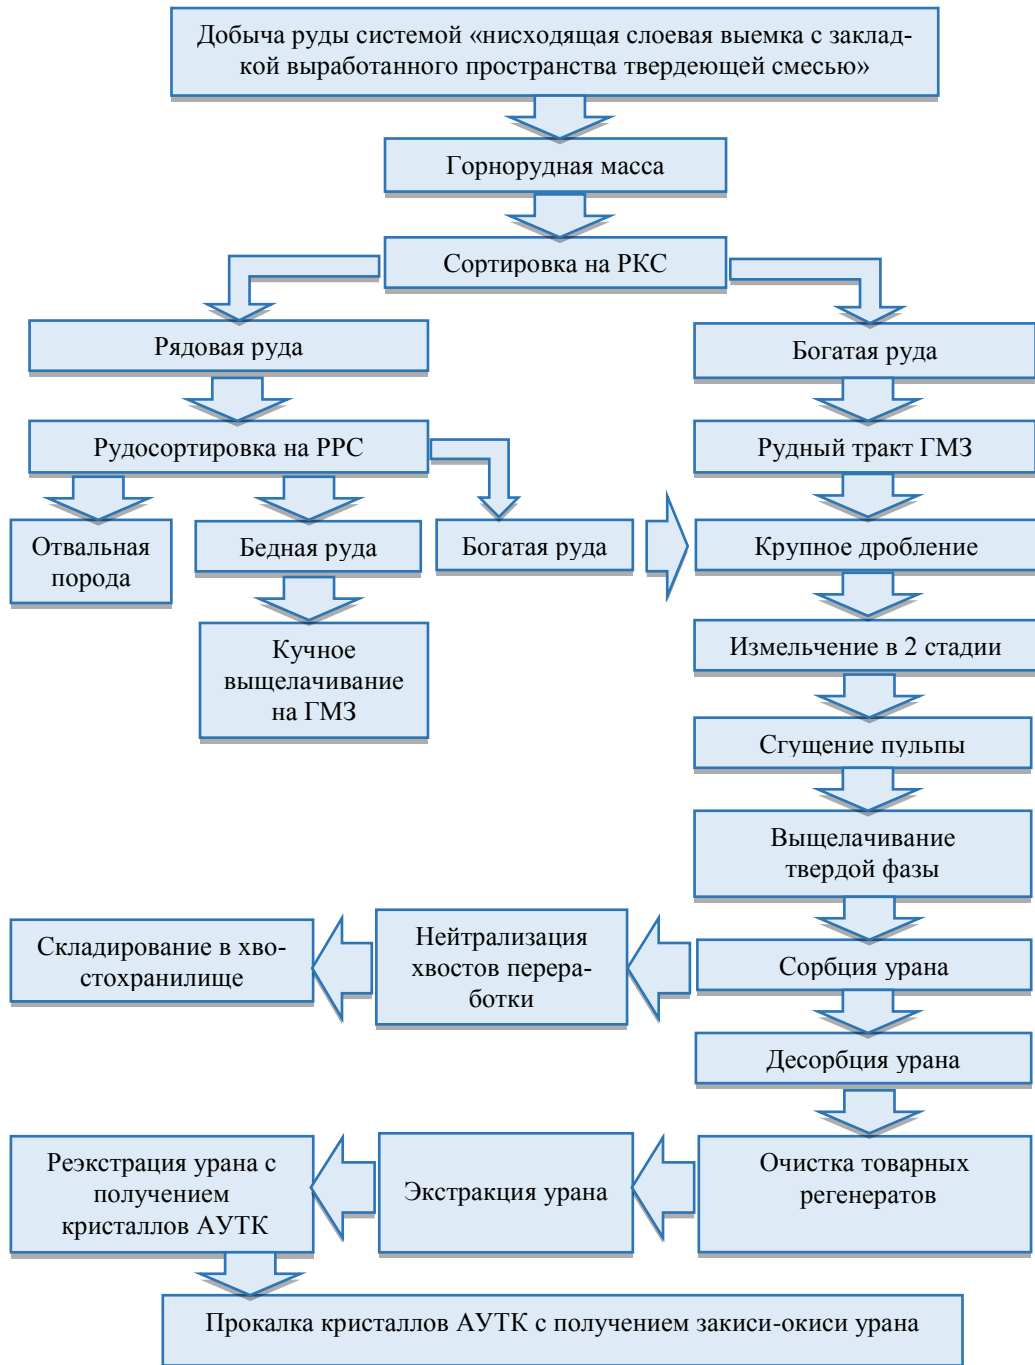 Добыча руды системой «нисходящая слоевая выемка с заклад-
кой выработанного пространства твердеющей смесью»
Горнорудная масса
Сортировка на РКС
Рядовая руда
Богатая руда
Рудосортировка на РРС
Рудный тракт ГМЗ
Отвальная
порода
Бедная руда
Богатая руда
Крупное дробление
Кучное
выщелачивание
на ГМЗ
Измельчение в 2 стадии
Сгущение пульпы
Выщелачивание
твердой фазы
Складирование в хво-
стохранилище
Нейтрализация
хвостов перера-
ботки
Сорбция урана
Десорбция урана
Реэкстрация урана с
получением
кристаллов АУТК
Экстракция урана
Очистка товарных
регенератов
Прокалка кристаллов АУТК с получением закиси-окиси урана